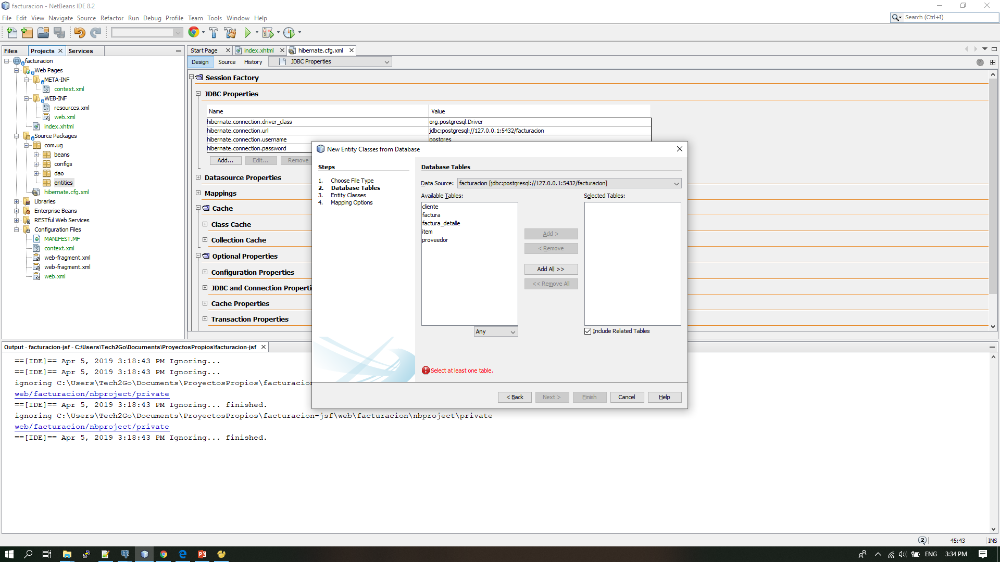 facturacion - NetBeans IDE 8.2
File Edit View Navigate Source Refactor Run Debug Profile Team Tools Window Help
Search (Ctrl+I)
Files Projects Services
facturacion
Web Pages
META-INF
context.xml
WEB-INF
resources.xml
web.xml
index.xhtml
Source Packages
com.ug
beans
configs
dao
entities
hibernate.cfg.xml
Libraries
Enterprise Beans
RESTful Web Services
Configuration Files
MANIFEST.MF
context.xml
web-fragment.xml
web-fragment.xml
web.xml
Start Page index.xhtml hibernate.cfg.xml
Design Source History JDBC Properties
Session Factory
JDBC Properties
Name Value
hibernate.connection.driver_class org.postgresql.Driver
hibernate.connection.url jdbc:postgresql://127.0.0.1:5432/facturacion
hibernate.connection.username postgres
hibernate.connection.password
Add... Edit... Remove
Datasource Properties
Mappings
Cache
Class Cache
Collection Cache
Optional Properties
Configuration Properties
JDBC and Connection Properti
Cache Properties
Transaction Properties
New Entity Classes from Database
Steps
1. Choose File Type
2. Database Tables
3. Entity Classes
4. Mapping Options
Database Tables
Data Source: facturacion [jdbc:postgresql://127.0.0.1:5432/facturacion]
Available Tables: Selected Tables:
cliente
factura
factura_detalle
item
proveedor
Add >
< Remove
Add All >>
<< Remove All
Any
Include Related Tables
Select at least one table.
< Back Next > Finish Cancel Help
Output - facturacion-jsf - C:\Users\Tech2Go\Documents\ProyectosPropios\facturacion-jsf
==[IDE]== Apr 5, 2019 3:18:43 PM Ignoring...
==[IDE]== Apr 5, 2019 3:18:43 PM Ignoring...
ignoring C:\Users\Tech2Go\Documents\ProyectosPropios\facturacion
web/facturacion/nbproject/private
==[IDE]== Apr 5, 2019 3:18:43 PM Ignoring... finished.
ignoring C:\Users\Tech2Go\Documents\ProyectosPropios\facturacion-jsf\web\facturacion\nbproject\private
web/facturacion/nbproject/private
==[IDE]== Apr 5, 2019 3:18:43 PM Ignoring... finished.
2 45:43 INS
ENG 3:34 PM